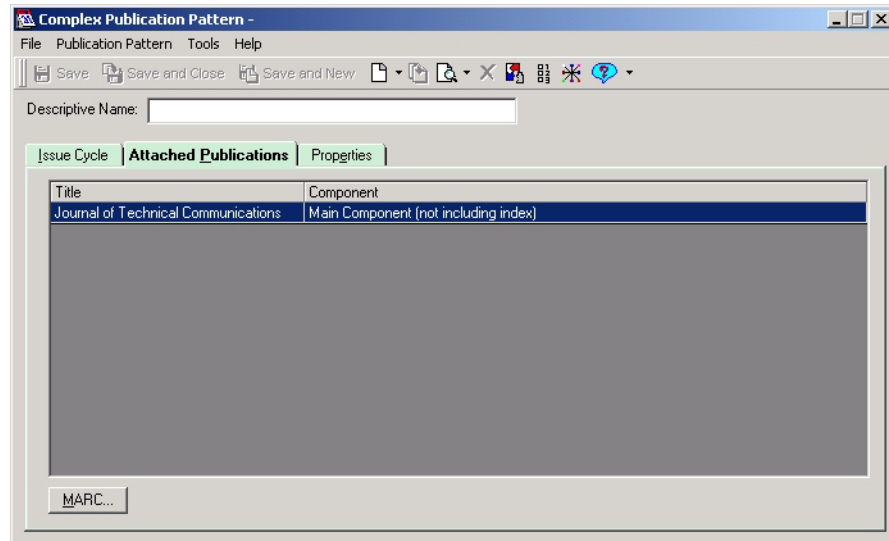 Complex Publication Pattern -
File Publication Pattern Tools Help
Save Save and Close Save and New
Descriptive Name:
Issue Cycle Attached Publications Properties
Title Component
Journal of Technical Communications Main Component (not including index)
MARC...